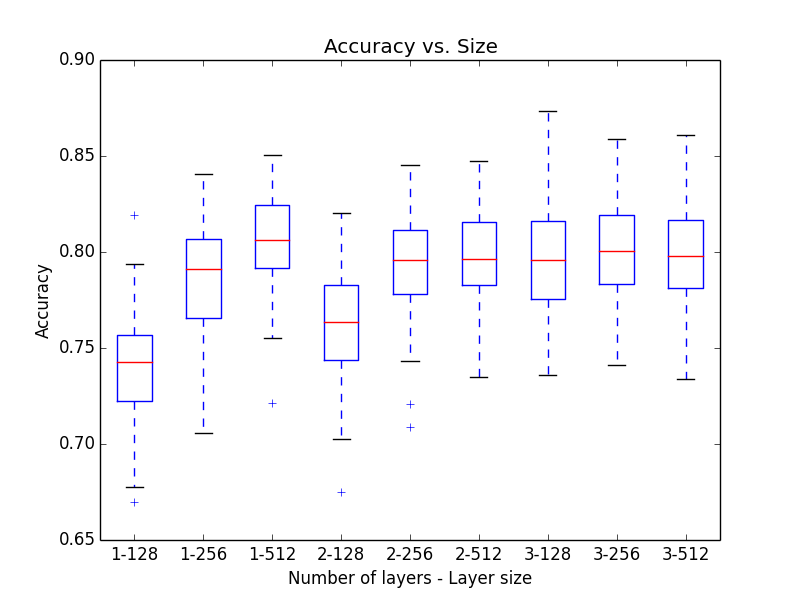 Accuracy vs. Size
0.90
0.85
0.80
0.75
0.70
0.65
Accuracy
1-128 1-256 1-512 2-128 2-256 2-512 3-128 3-256 3-512
Number of layers - Layer size